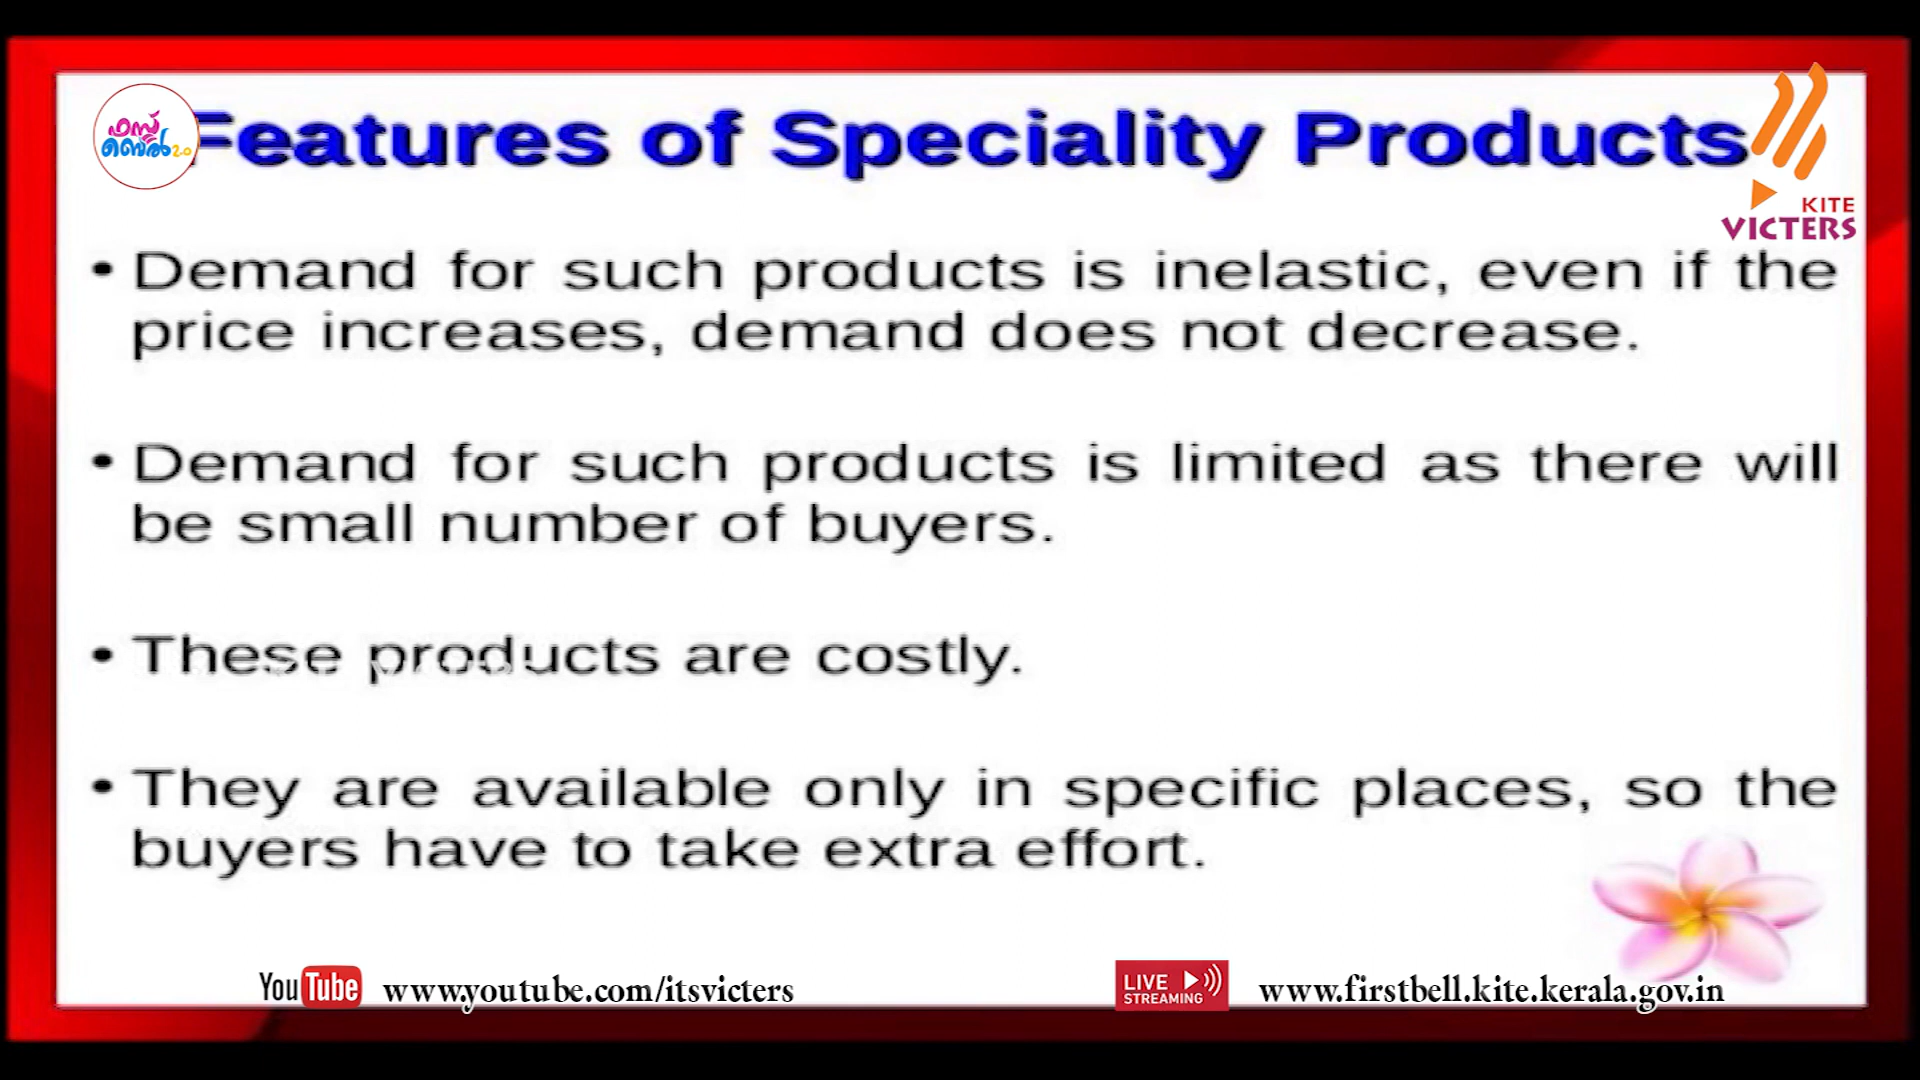 ഫസ്റ്റ്
ബെൽ 2.0
Features of Speciality Products
KITE
VICTERS
• Demand for such products is inelastic, even if the
price increases, demand does not decrease.
• Demand for such products is limited as there will
be small number of buyers.
• These products are costly.
• They are available only in specific places, so the
buyers have to take extra effort.
YouTube www.youtube.com/itsvicters
LIVE
STREAMING
www.firstbell.kite.kerala.gov.in